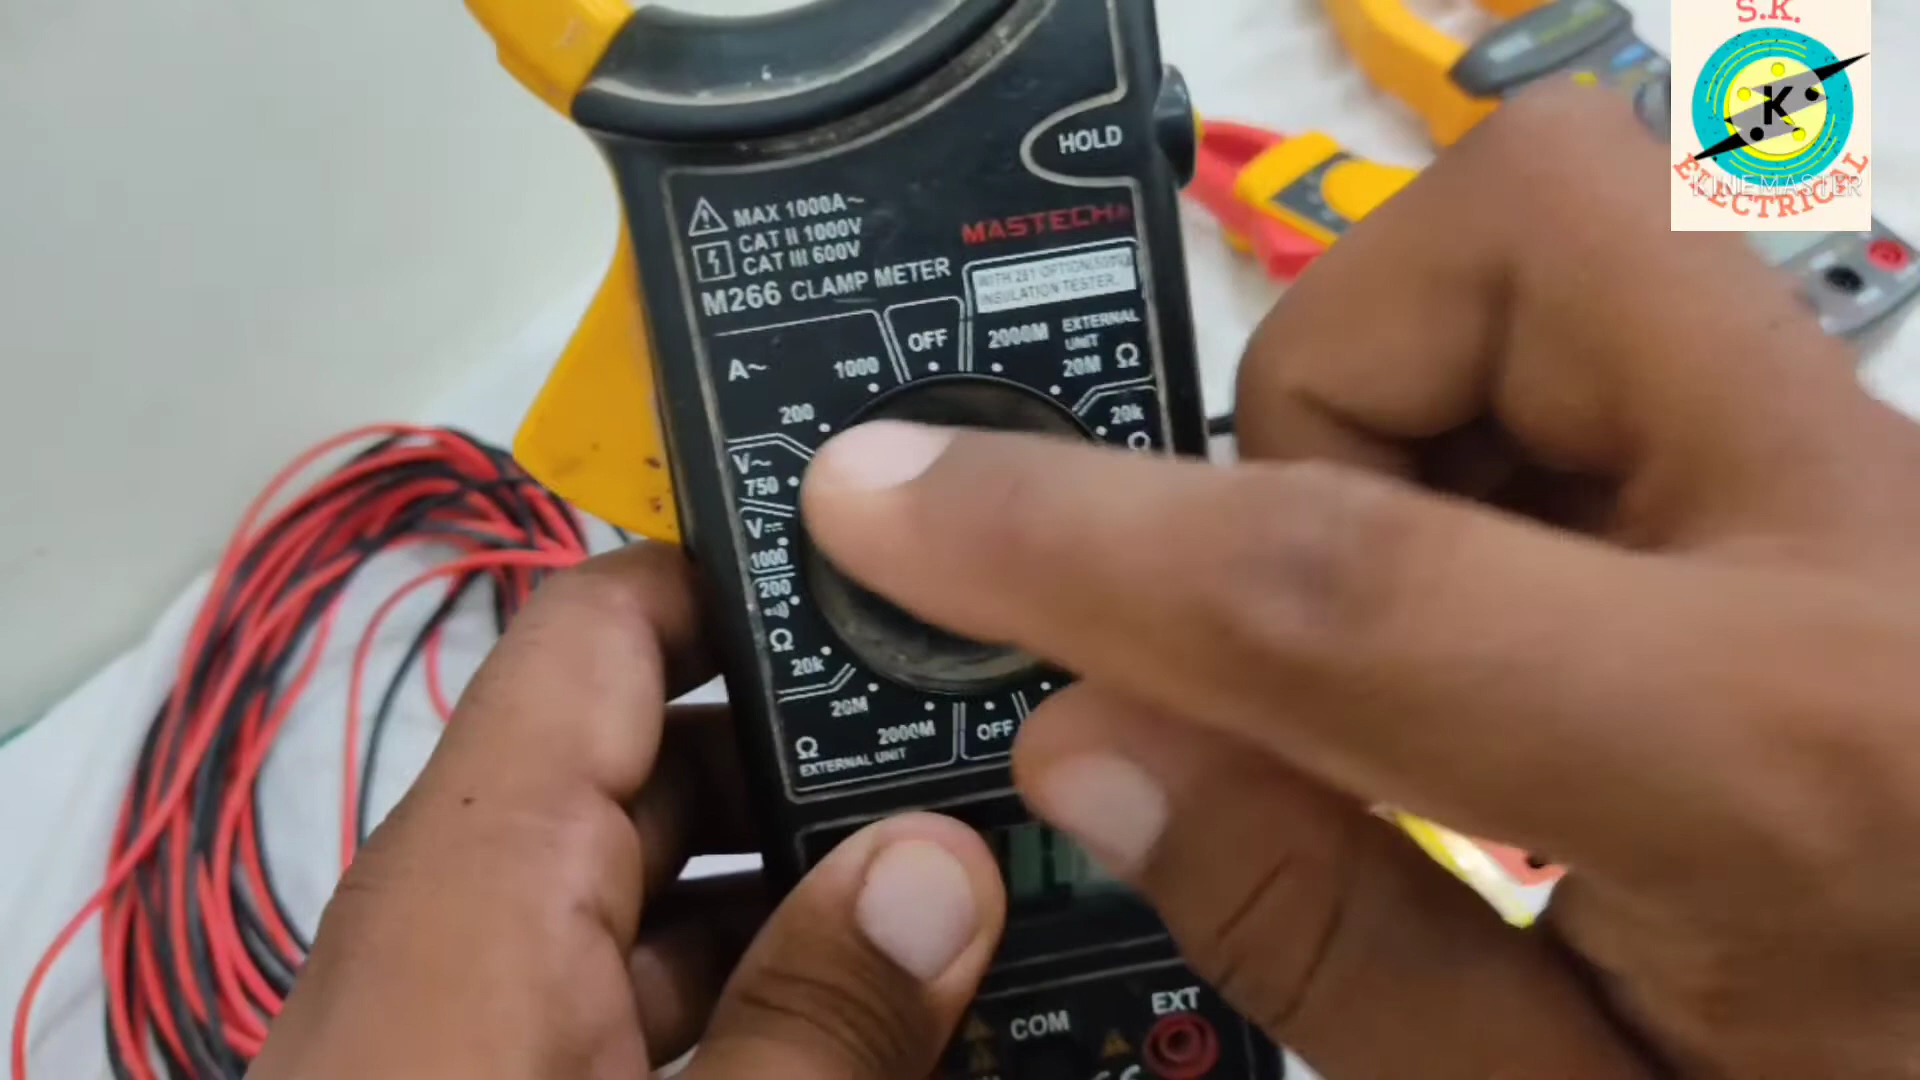 S.K.
K
ELECTRICAL
KINEMASTER
HOLD
MAX 1000A~
CAT II 1000V
CAT III 600V
MASTECH
M266 CLAMP METER
WITH 261 OPTION
INSULATION TESTER.
OFF
2000M EXTERNAL
UNIT
20M Ω
A~ 1000
200
20k
Ω
V~
750
V⎓
1000
200
Ω
20k
20M
2000M
OFF
Ω
EXTERNAL UNIT
COM
EXT